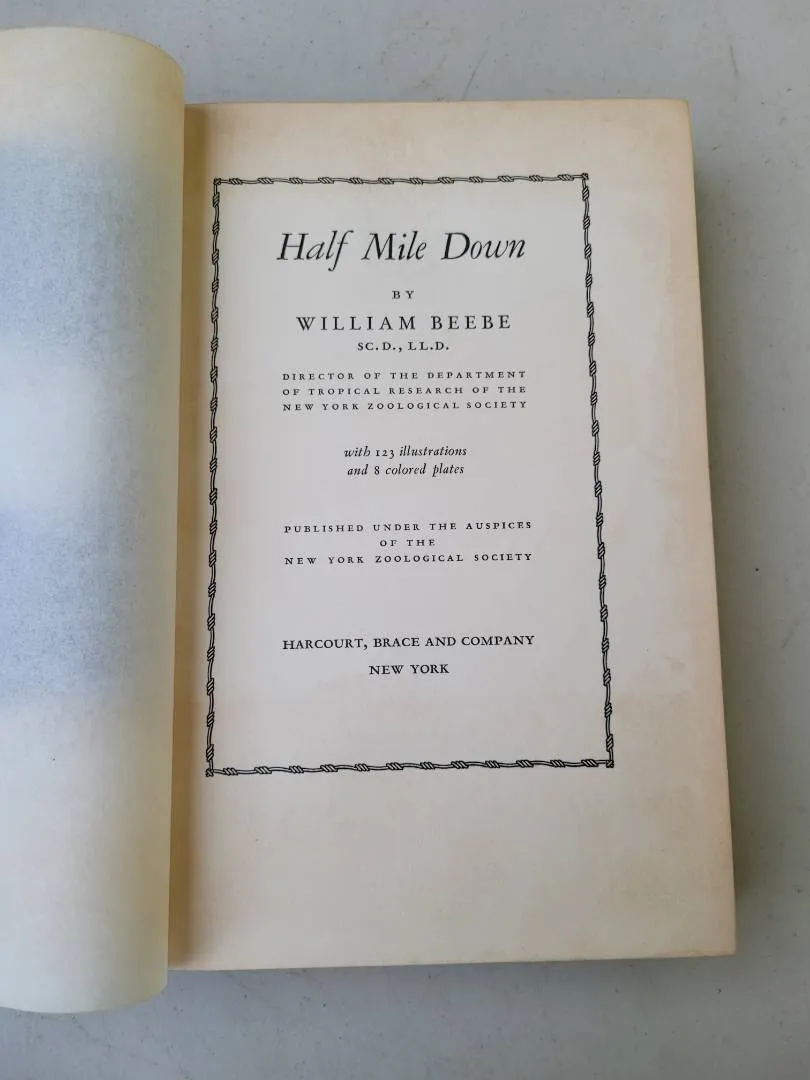 Half Mile Down
BY
WILLIAM BEEBE
SC.D., LL.D.
DIRECTOR OF THE DEPARTMENT
OF TROPICAL RESEARCH OF THE
NEW YORK ZOOLOGICAL SOCIETY
with 123 illustrations
and 8 colored plates
PUBLISHED UNDER THE AUSPICES
OF THE
NEW YORK ZOOLOGICAL SOCIETY
HARCOURT, BRACE AND COMPANY
NEW YORK